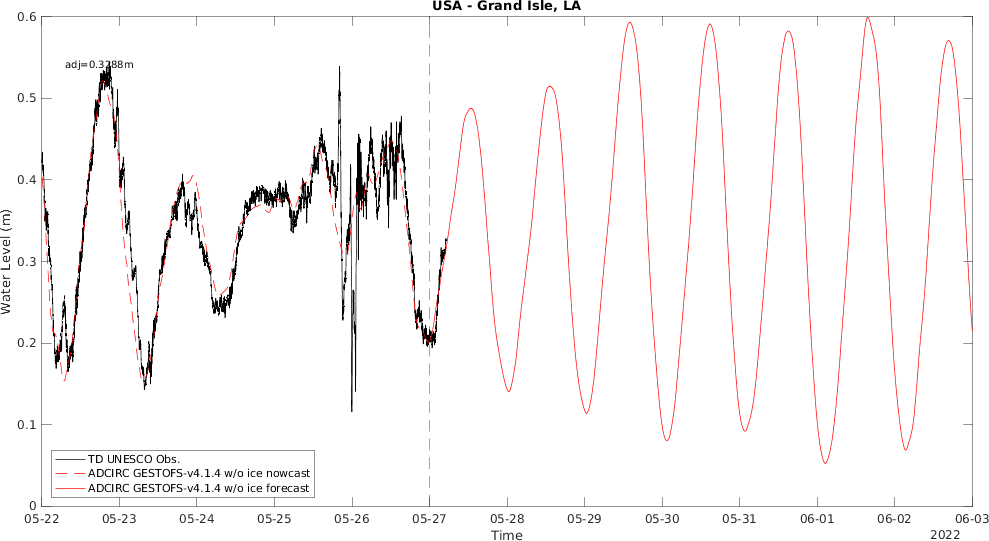 USA - Grand Isle, LA
0.6
0.5
0.4
0.3
0.2
0.1
0
Water Level (m)
adj=0.3288m
TD UNESCO Obs.
ADCIRC GESTOFS-v4.1.4 w/o ice nowcast
ADCIRC GESTOFS-v4.1.4 w/o ice forecast
05-22 05-23 05-24 05-25 05-26 05-27 05-28 05-29 05-30 05-31 06-01 06-02 06-03
Time
2022